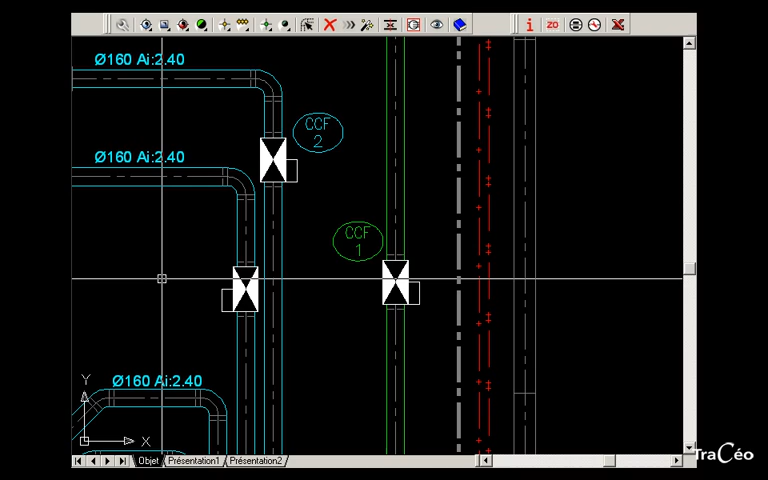 i
zo
Ø160 Ai:2.40
CCF
2
Ø160 Ai:2.40
CCF
1
Ø160 Ai:2.40
Y
X
Objet
Présentation1
Présentation2
TraCéo